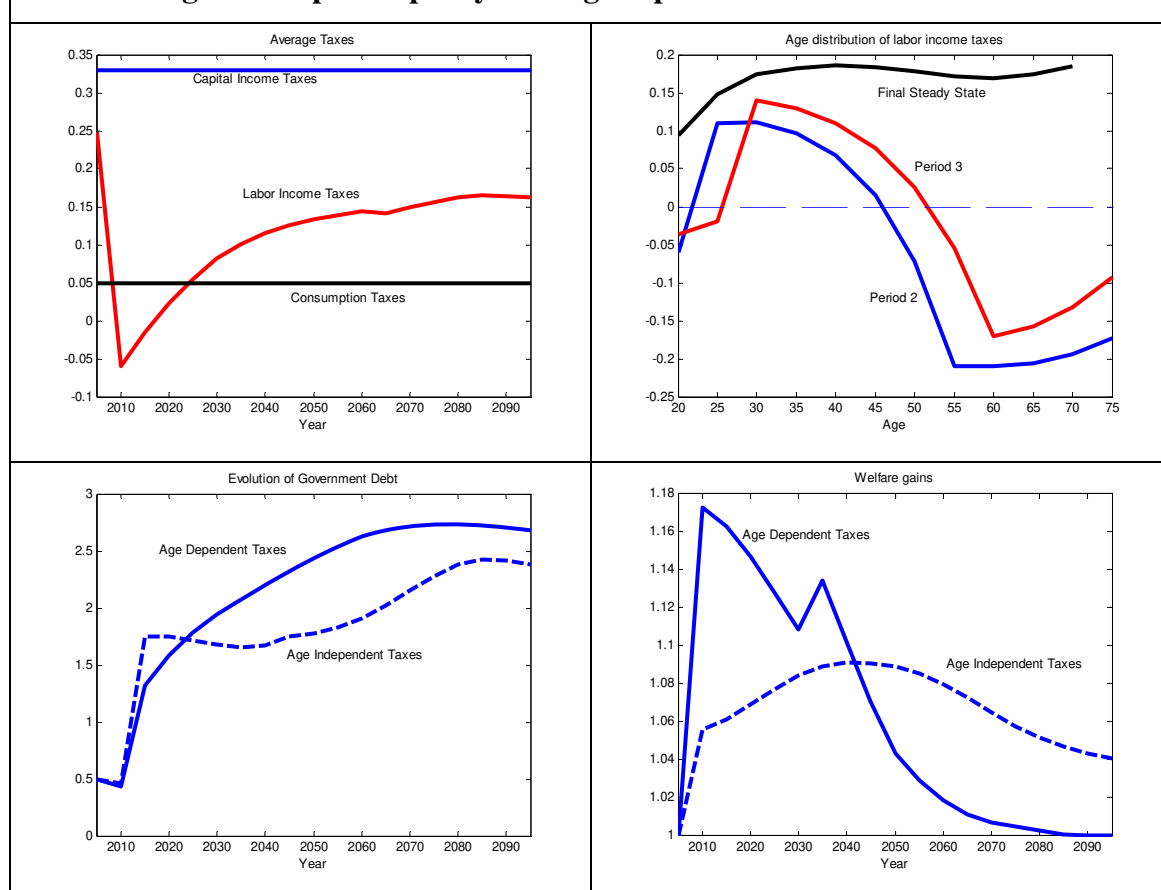 Average Taxes
0.35
0.3
0.25
0.2
0.15
0.1
0.05
0
-0.05
-0.1
Capital Income Taxes
Labor Income Taxes
Consumption Taxes
2010 2020 2030 2040 2050 2060 2070 2080 2090
Year
Age distribution of labor income taxes
0.2
0.15
0.1
0.05
0
-0.05
-0.1
-0.15
-0.2
-0.25
Final Steady State
Period 3
Period 2
20 25 30 35 40 45 50 55 60 65 70 75
Age
Evolution of Government Debt
3
2.5
2
1.5
1
0.5
0
Age Dependent Taxes
Age Independent Taxes
2010 2020 2030 2040 2050 2060 2070 2080 2090
Year
Welfare gains
1.18
1.16
1.14
1.12
1.1
1.08
1.06
1.04
1.02
1
Age Dependent Taxes
Age Independent Taxes
2010 2020 2030 2040 2050 2060 2070 2080 2090
Year